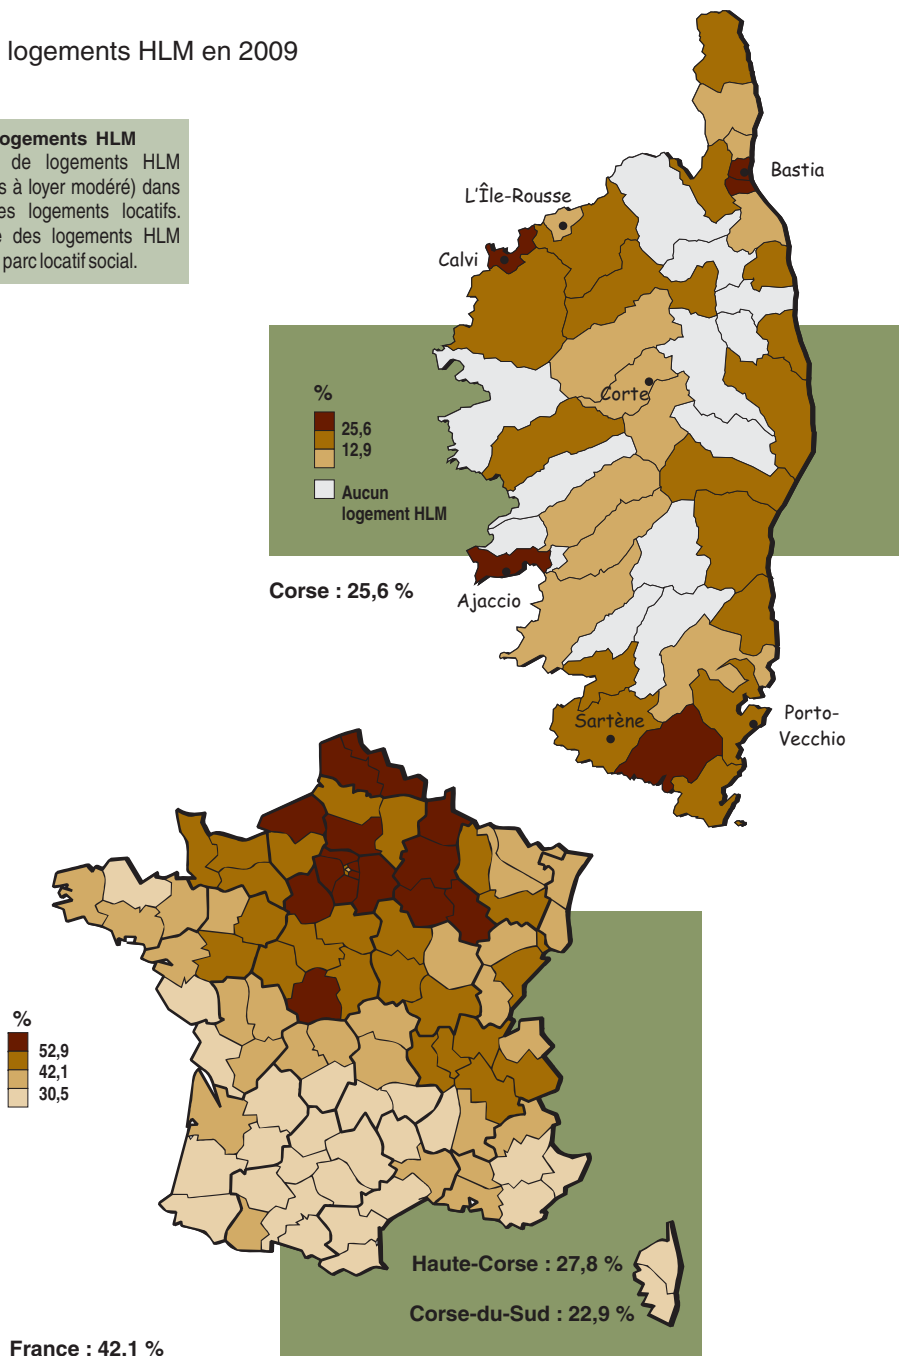 logements HLM en 2009
ogements HLM
de logements HLM
s à loyer modéré) dans
es logements locatifs.
e des logements HLM
parc locatif social.
Bastia
L'Île-Rousse
Calvi
%
25,6
12,9
Aucun
logement HLM
Corte
Corse : 25,6 %
Ajaccio
Sartène
Porto-
Vecchio
%
52,9
42,1
30,5
Haute-Corse : 27,8 %
Corse-du-Sud : 22,9 %
France : 42,1 %